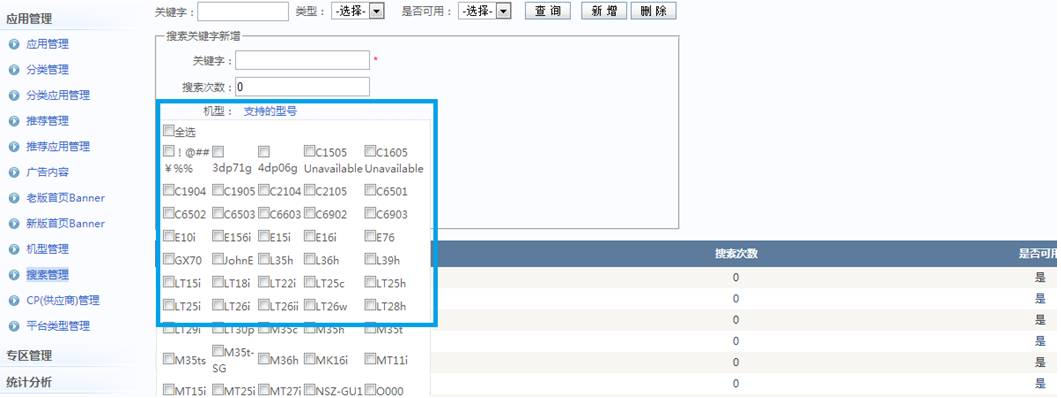 关键字：
类型： -选择-
是否可用： -选择-
查 询
新 增
删 除
应用管理
应用管理
分类管理
分类应用管理
推荐管理
推荐应用管理
广告内容
老版首页Banner
新版首页Banner
机型管理
搜素管理
CP(供应商)管理
平台类型管理
专区管理
统计分析
搜素关键字新增
关键字： *
搜索次数：0
机型： 支持的型号
全选
！@##￥%% 3dp71g 4dp06g C1505 Unavailable C1605 Unavailable
C1904 C1905 C2104 C2105 C6501
C6502 C6503 C6603 C6902 C6903
E10i E156i E15i E16i E76
GX70 JohnE L35h L36h L39h
LT15i LT18i LT22i LT25c LT25h
LT25i LT26i LT26ii LT26w LT28h
LT29i LT30p M35c M35h M35t
M35ts M35t-SG M36h MK16i MT11i
MT15i MT25i MT27i NSZ-GU1 O000
搜索次数 是否可用
0 是
0 是
0 是
0 是
0 是
0 是